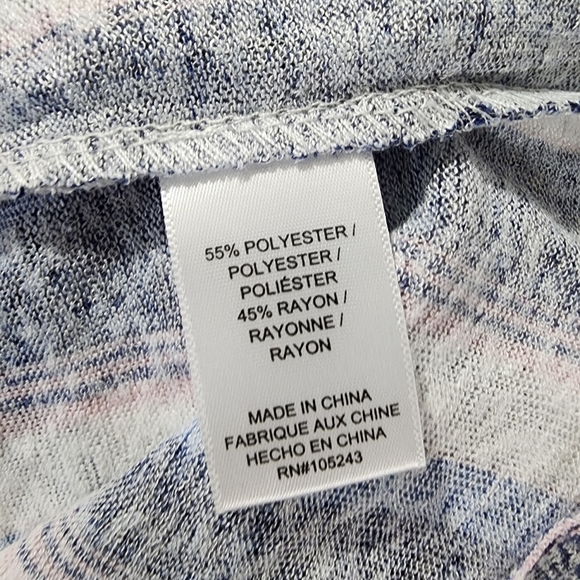 55% POLYESTER /
POLYESTER /
POLIÉSTER
45% RAYON /
RAYONNE /
RAYON
MADE IN CHINA
FABRIQUE AUX CHINE
HECHO EN CHINA
RN#105243